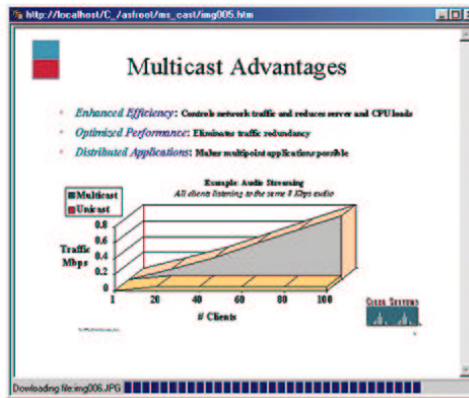 http://localhost/C_/asfroot/ms_cast/img005.htm
Multicast Advantages
Enhanced Efficiency: Controls network traffic and reduces server and CPU loads
Optimized Performance: Eliminates traffic redundancy
Distributed Applications: Makes multipoint applications possible
Example: Audio Streaming
All clients listening to the same 8 Kbps audio
Multicast
Unicast
0.8
0.6
Traffic 0.4
Mbps 0.2
0
1 20 40 60 80 100
# Clients
CISCO SYSTEMS
Dowloading file:img006.JPG